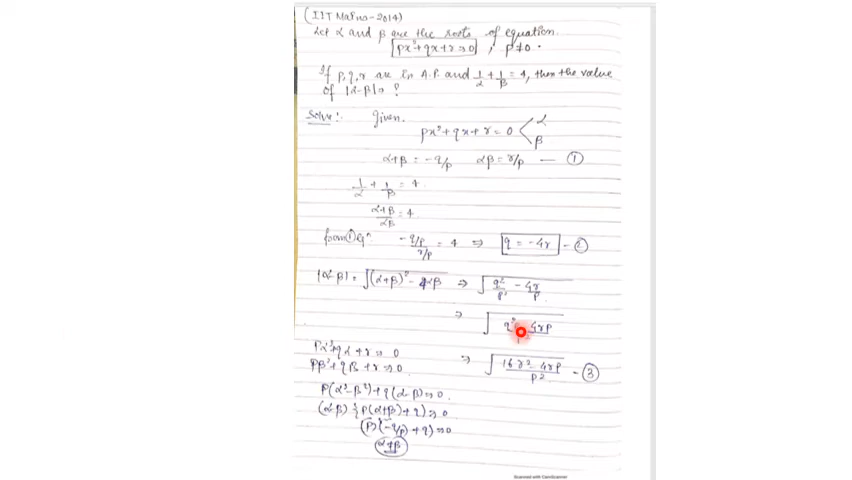 (IIT Mains-2014)
Let α and β are the roots of equation
px²+qx+r=0, p≠0.
If p,q,r are in A.P. and 1/α + 1/β = 4, then the value
of |α-β| = ?
Solve: Given.
px² + qx + r = 0 < α β
α+β = -q/p αβ = r/p — ①
1/α + 1/β = 4
α+β/αβ = 4
from ① eqⁿ -q/p / r/p = 4 ⇒ q = -4r — ②
|α-β| = √(α+β)² - 4αβ ⇒ √q²/p² - 4r/p
⇒ √q² 4rp
pα²+qα+r=0
⇒ √16r²-4rp/p² — ③
pβ²+qβ+r=0
p(α²-β²)+q(α-β)=0
(α-β) {p(α+β)+q}=0
(-q/p)+q)=0
α≠β
Scanned with CamScanner